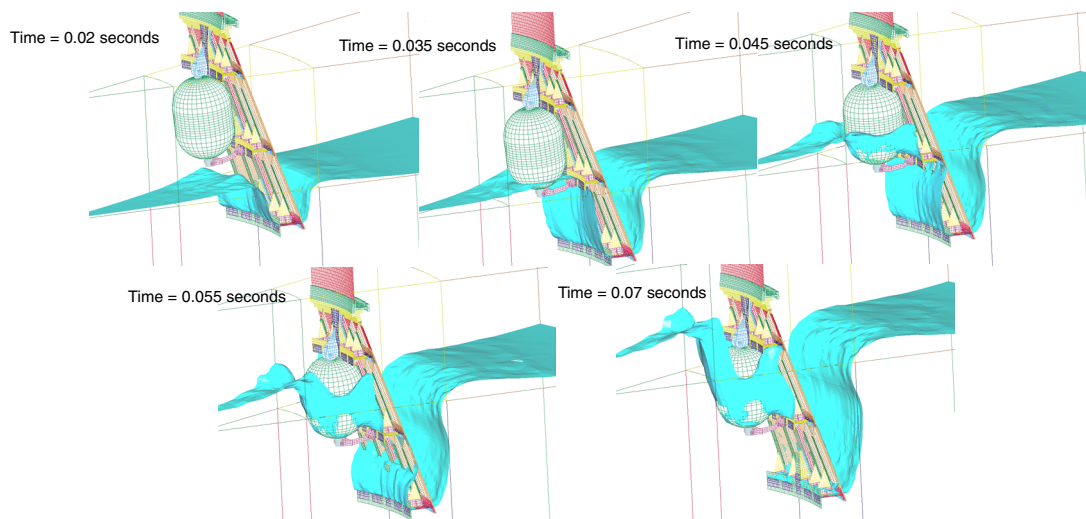 Time = 0.02 seconds
Time = 0.035 seconds
Time = 0.045 seconds
Time = 0.055 seconds
Time = 0.07 seconds